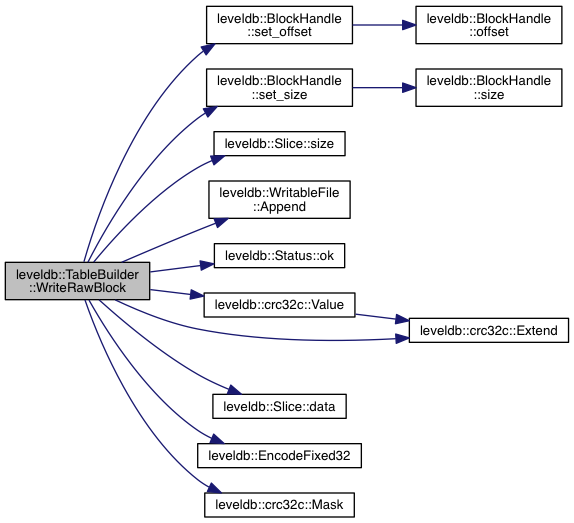 leveldb::BlockHandle
::set_offset
leveldb::BlockHandle
::offset
leveldb::BlockHandle
::set_size
leveldb::BlockHandle
::size
leveldb::Slice::size
leveldb::WritableFile
::Append
leveldb::Status::ok
leveldb::TableBuilder
::WriteRawBlock
leveldb::crc32c::Value
leveldb::crc32c::Extend
leveldb::Slice::data
leveldb::EncodeFixed32
leveldb::crc32c::Mask